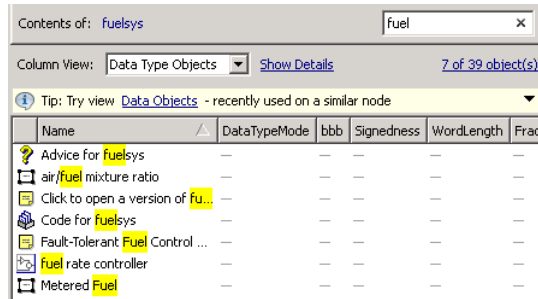 Contents of: fuelsys fuel ×
Column View: Data Type Objects Show Details 7 of 39 object(s)
Tip: Try view Data Objects - recently used on a similar node
Name DataTypeMode bbb Signedness WordLength Frac
Advice for fuelsys — — — —
air/fuel mixture ratio — — — —
Click to open a version of fu... — — — —
Code for fuelsys — — — —
Fault-Tolerant Fuel Control ... — — — —
fuel rate controller — — — —
Metered Fuel — — — —